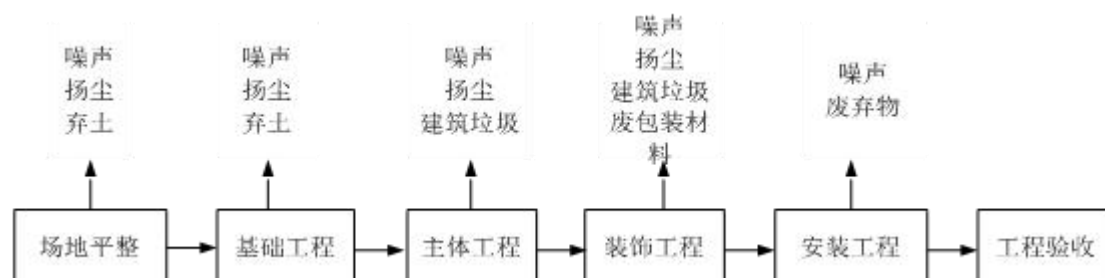 噪声
扬尘
弃土
噪声
扬尘
弃土
噪声
扬尘
建筑垃圾
噪声
扬尘
建筑垃圾
废包装材
料
噪声
废弃物
场地平整
基础工程
主体工程
装饰工程
安装工程
工程验收